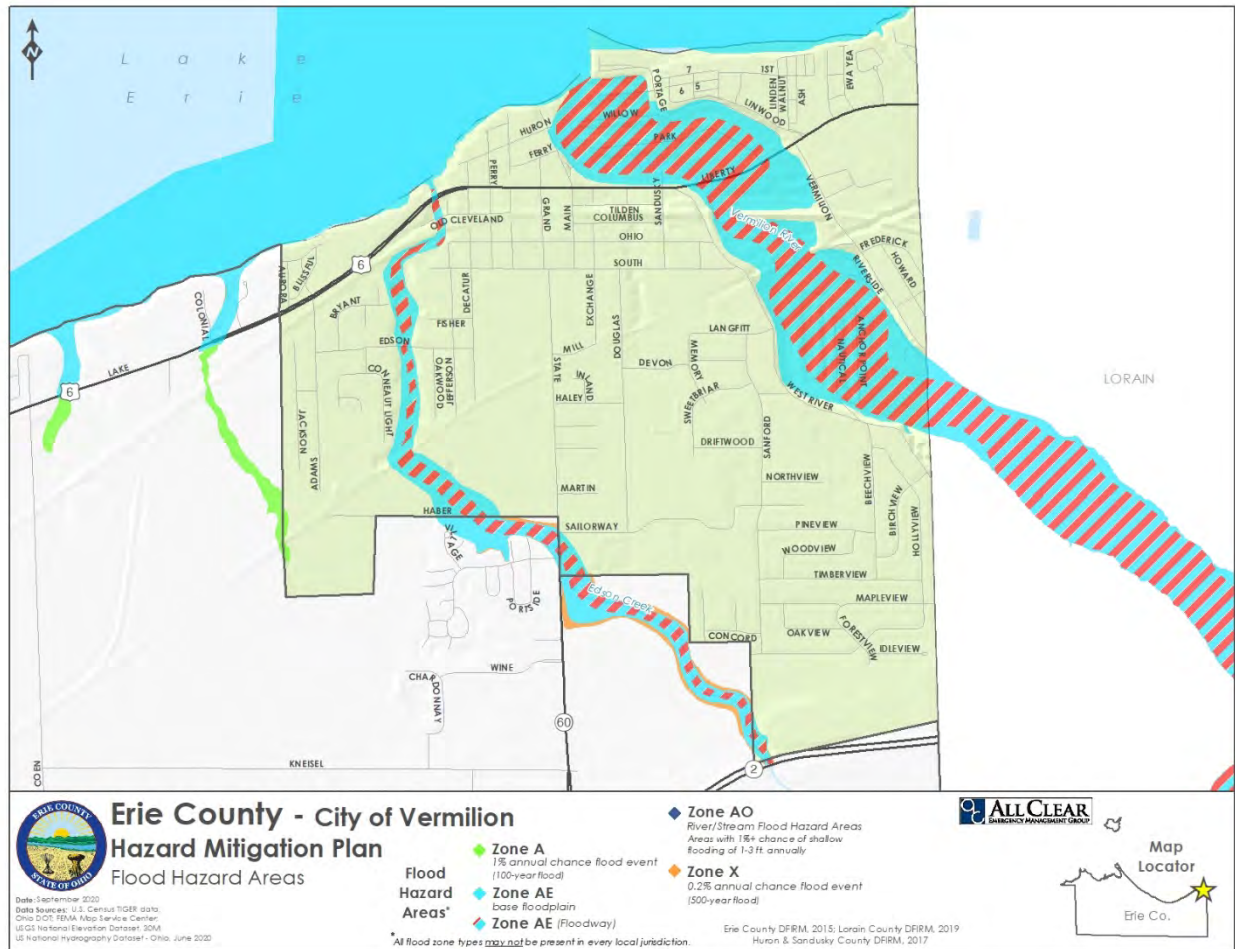 N
Lake
Erie
7
1ST
6
5
PORTAGE
LINDEN
WALNUT
ASH
EWA YEA
LINWOOD
WILLOW
PARK
HURON
FERRY
PERRY
LIBERTY
VERMILION
OLD CLEVELAND
GRAND
MAIN
TILDEN
COLUMBUS
SANDUSKY
OHIO
SOUTH
Vermilion River
FREDERICK
HOWARD
RIVERSIDE
AURORA
BLISSFUL
6
BRYANT
DECATUR
FISHER
EDSON
EXCHANGE
DOUGLAS
MILL
LANGFITT
NAUTICAL
ANCHOR POINT
COLONIAL
LAKE
6
CONNEAUT LIGHT
OAKWOOD
JEFFERSON
STATE
INLAND
HALEY
DEVON
MEMORY
SWEETBRIAR
WEST RIVER
LORAIN
JACKSON
ADAMS
DRIFTWOOD
SANFORD
MARTIN
NORTHVIEW
BEECHVIEW
BIRCHVIEW
HOLLYVIEW
HABER
SAILORWAY
PINEVIEW
VILLAGE
WOODVIEW
TIMBERVIEW
PORTSIDE
Edson Creek
MAPLEVIEW
CONCORD
OAKVIEW
FORESTVIEW
IDLEVIEW
WINE
CHARDONNAY
60
2
COEN
KNEISEL
ERIE COUNTY
STATE OF OHIO
Erie County - City of Vermilion
Hazard Mitigation Plan
Flood Hazard Areas
Date: September 2020
Data Sources: U.S. Census TIGER data,
Ohio DOT; FEMA Map Service Center;
USGS National Elevation Dataset, 30M;
US National Hydrography Dataset - Ohio, June 2020
Flood
Hazard
Areas*
Zone A
1% annual chance flood event
(100-year flood)
Zone AE
base floodplain
Zone AE (Floodway)
Zone AO
River/Stream Flood Hazard Areas
Areas with 1%+ chance of shallow
flooding of 1-3 ft. annually
Zone X
0.2% annual chance flood event
(500-year flood)
* All flood zone types may not be present in every local jurisdiction.
Erie County DFIRM, 2015; Lorain County DFIRM, 2019
Huron & Sandusky County DFIRM, 2017
ALL CLEAR
EMERGENCY MANAGEMENT GROUP
Map
Locator
Erie Co.